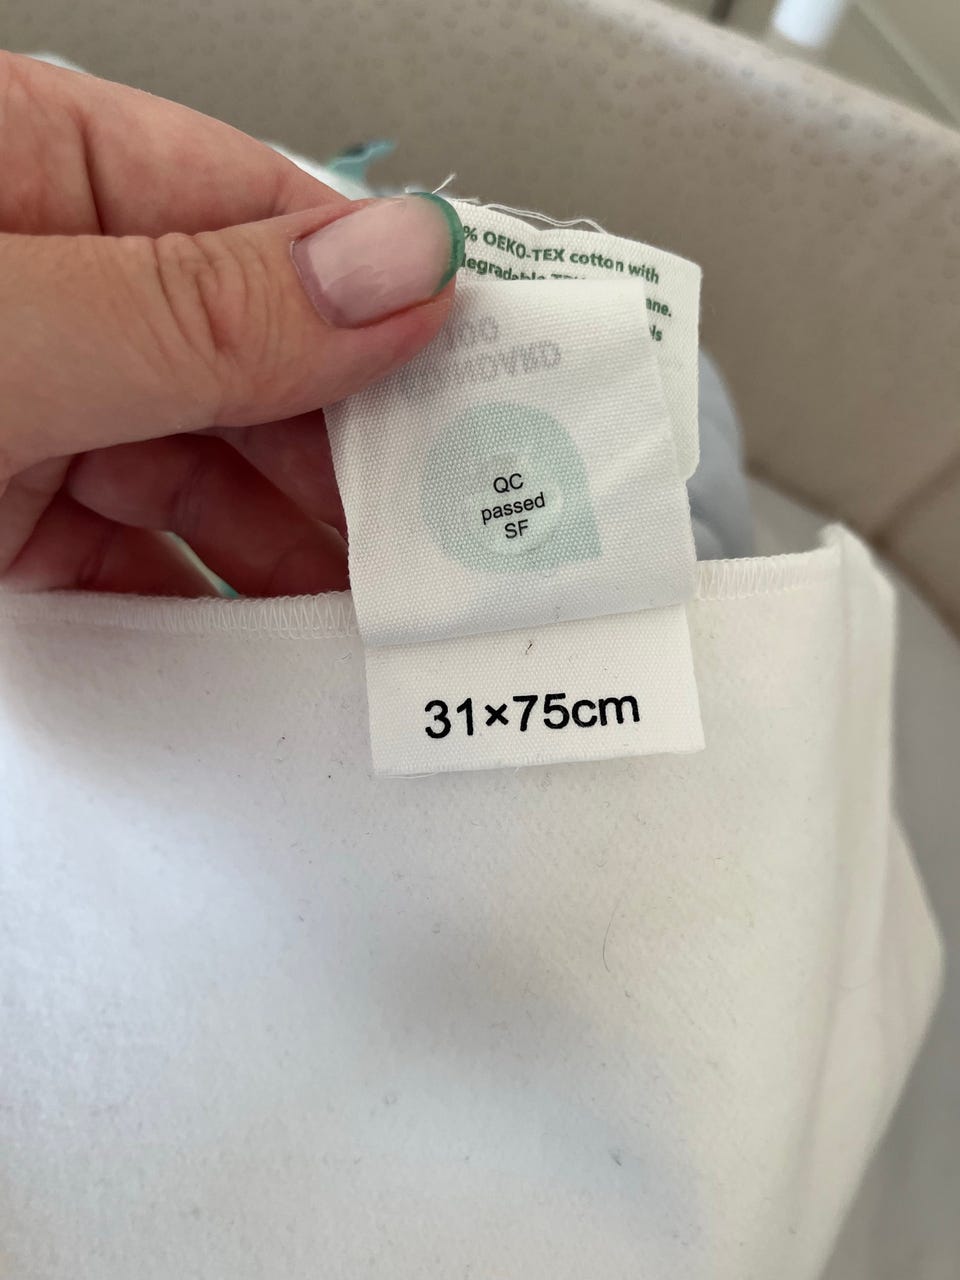 % OEKO-TEX cotton with
QC
passed
SF
31×75cm